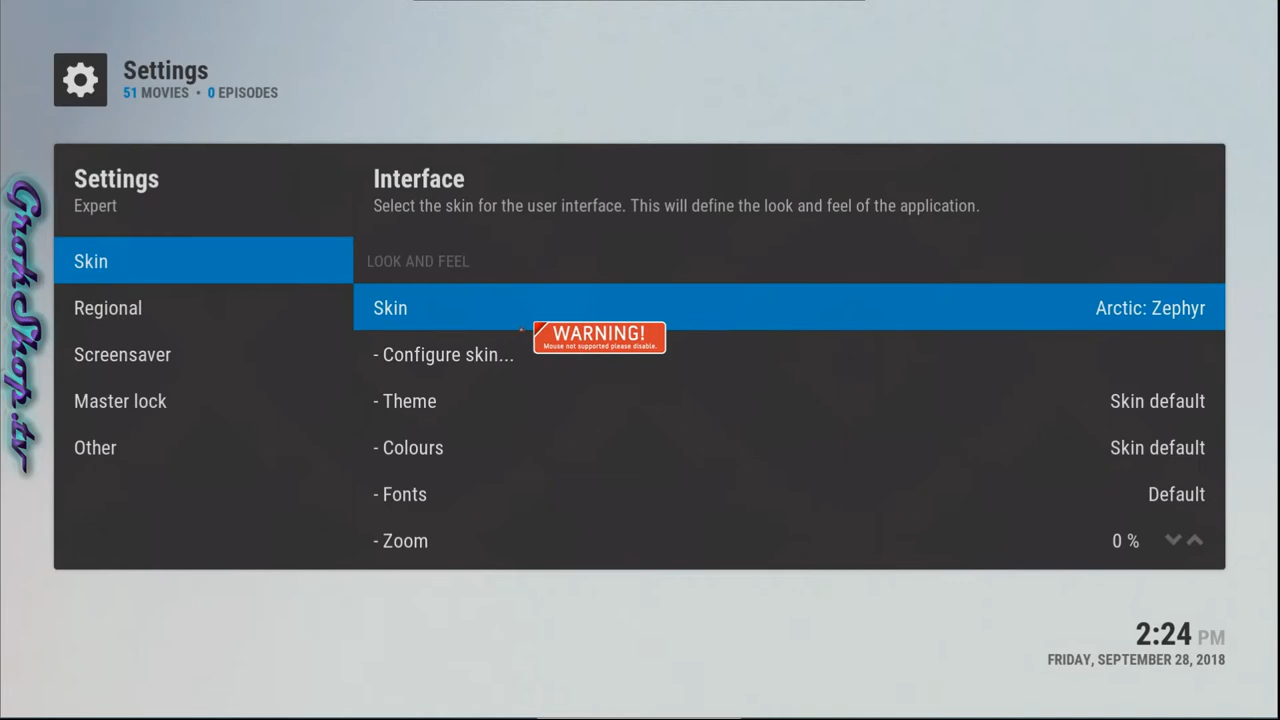 Settings
51 MOVIES • 0 EPISODES
Settings
Expert
Interface
Select the skin for the user interface. This will define the look and feel of the application.
Skin
LOOK AND FEEL
Skin Arctic: Zephyr
WARNING!
Mouse not supported please disable.
Regional
- Configure skin...
Screensaver
- Theme Skin default
Master lock
- Colours Skin default
Other
- Fonts Default
- Zoom 0 %
2:24 PM
FRIDAY, SEPTEMBER 28, 2018
GrokShop.tv